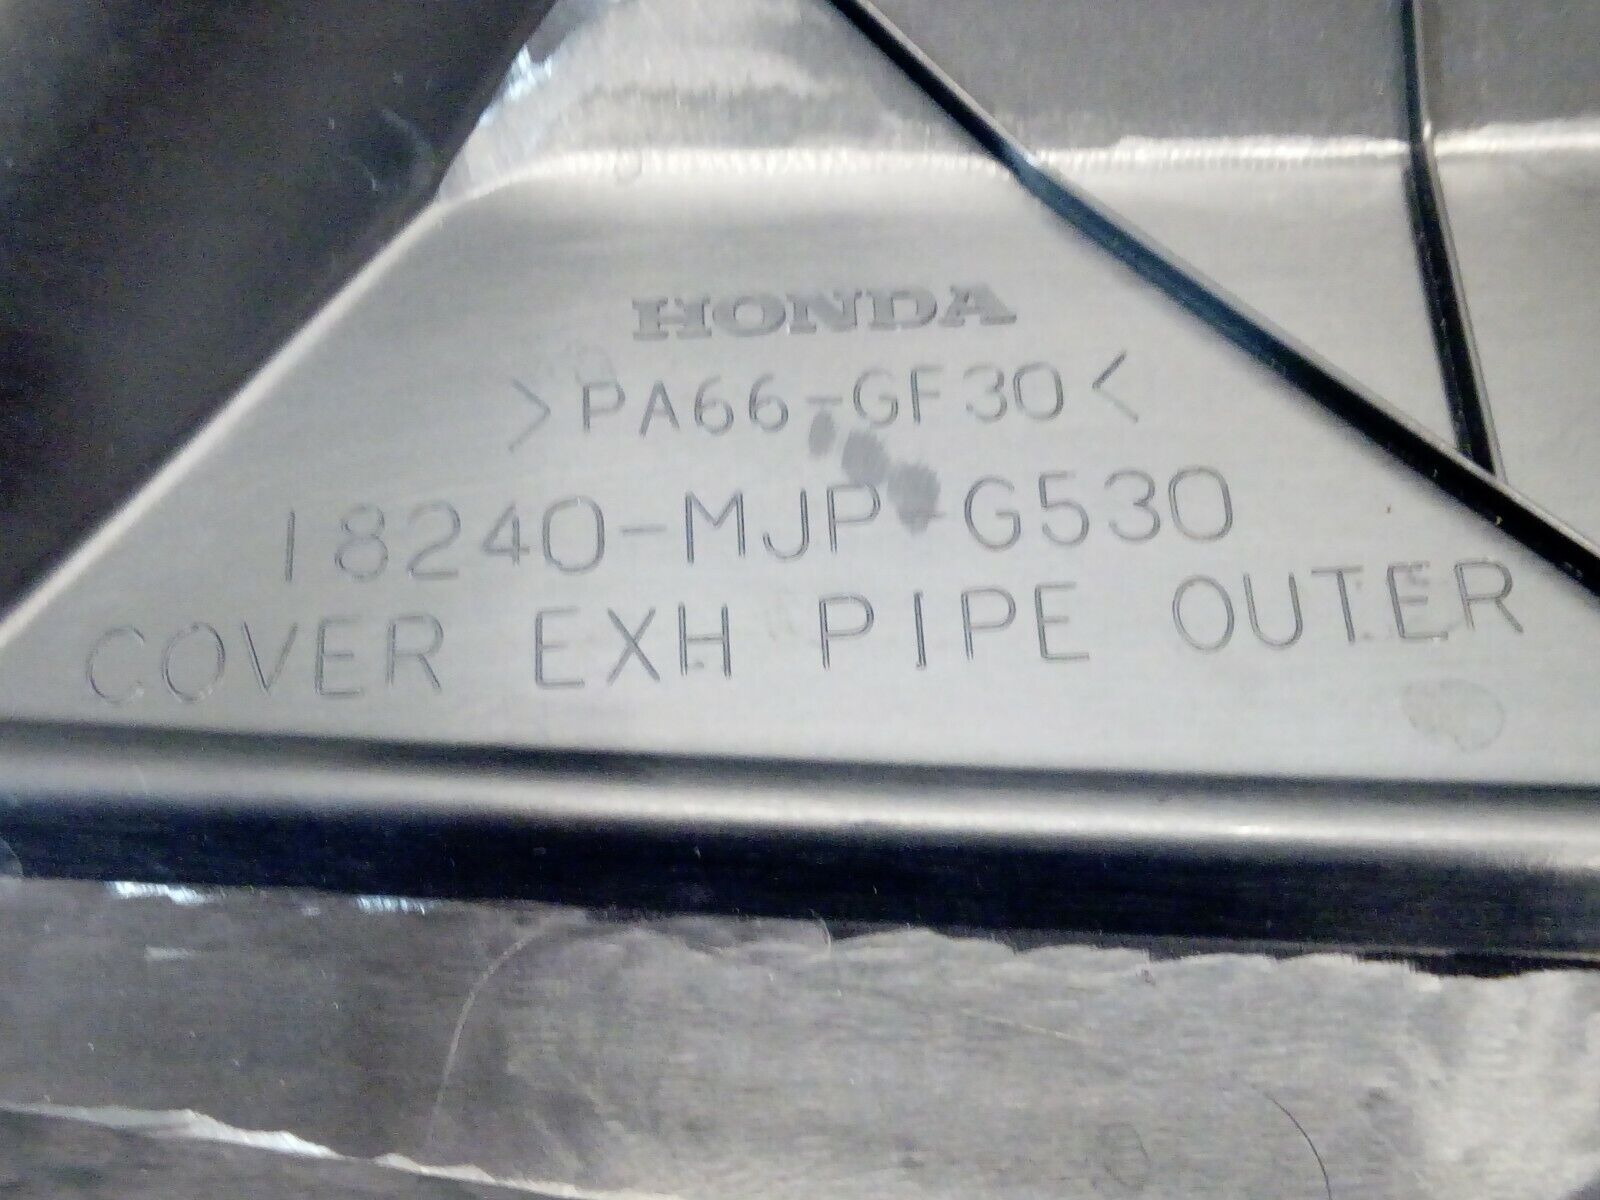 HONDA
>PA66-GF30<
18240-MJP-G530
COVER EXH PIPE OUTER